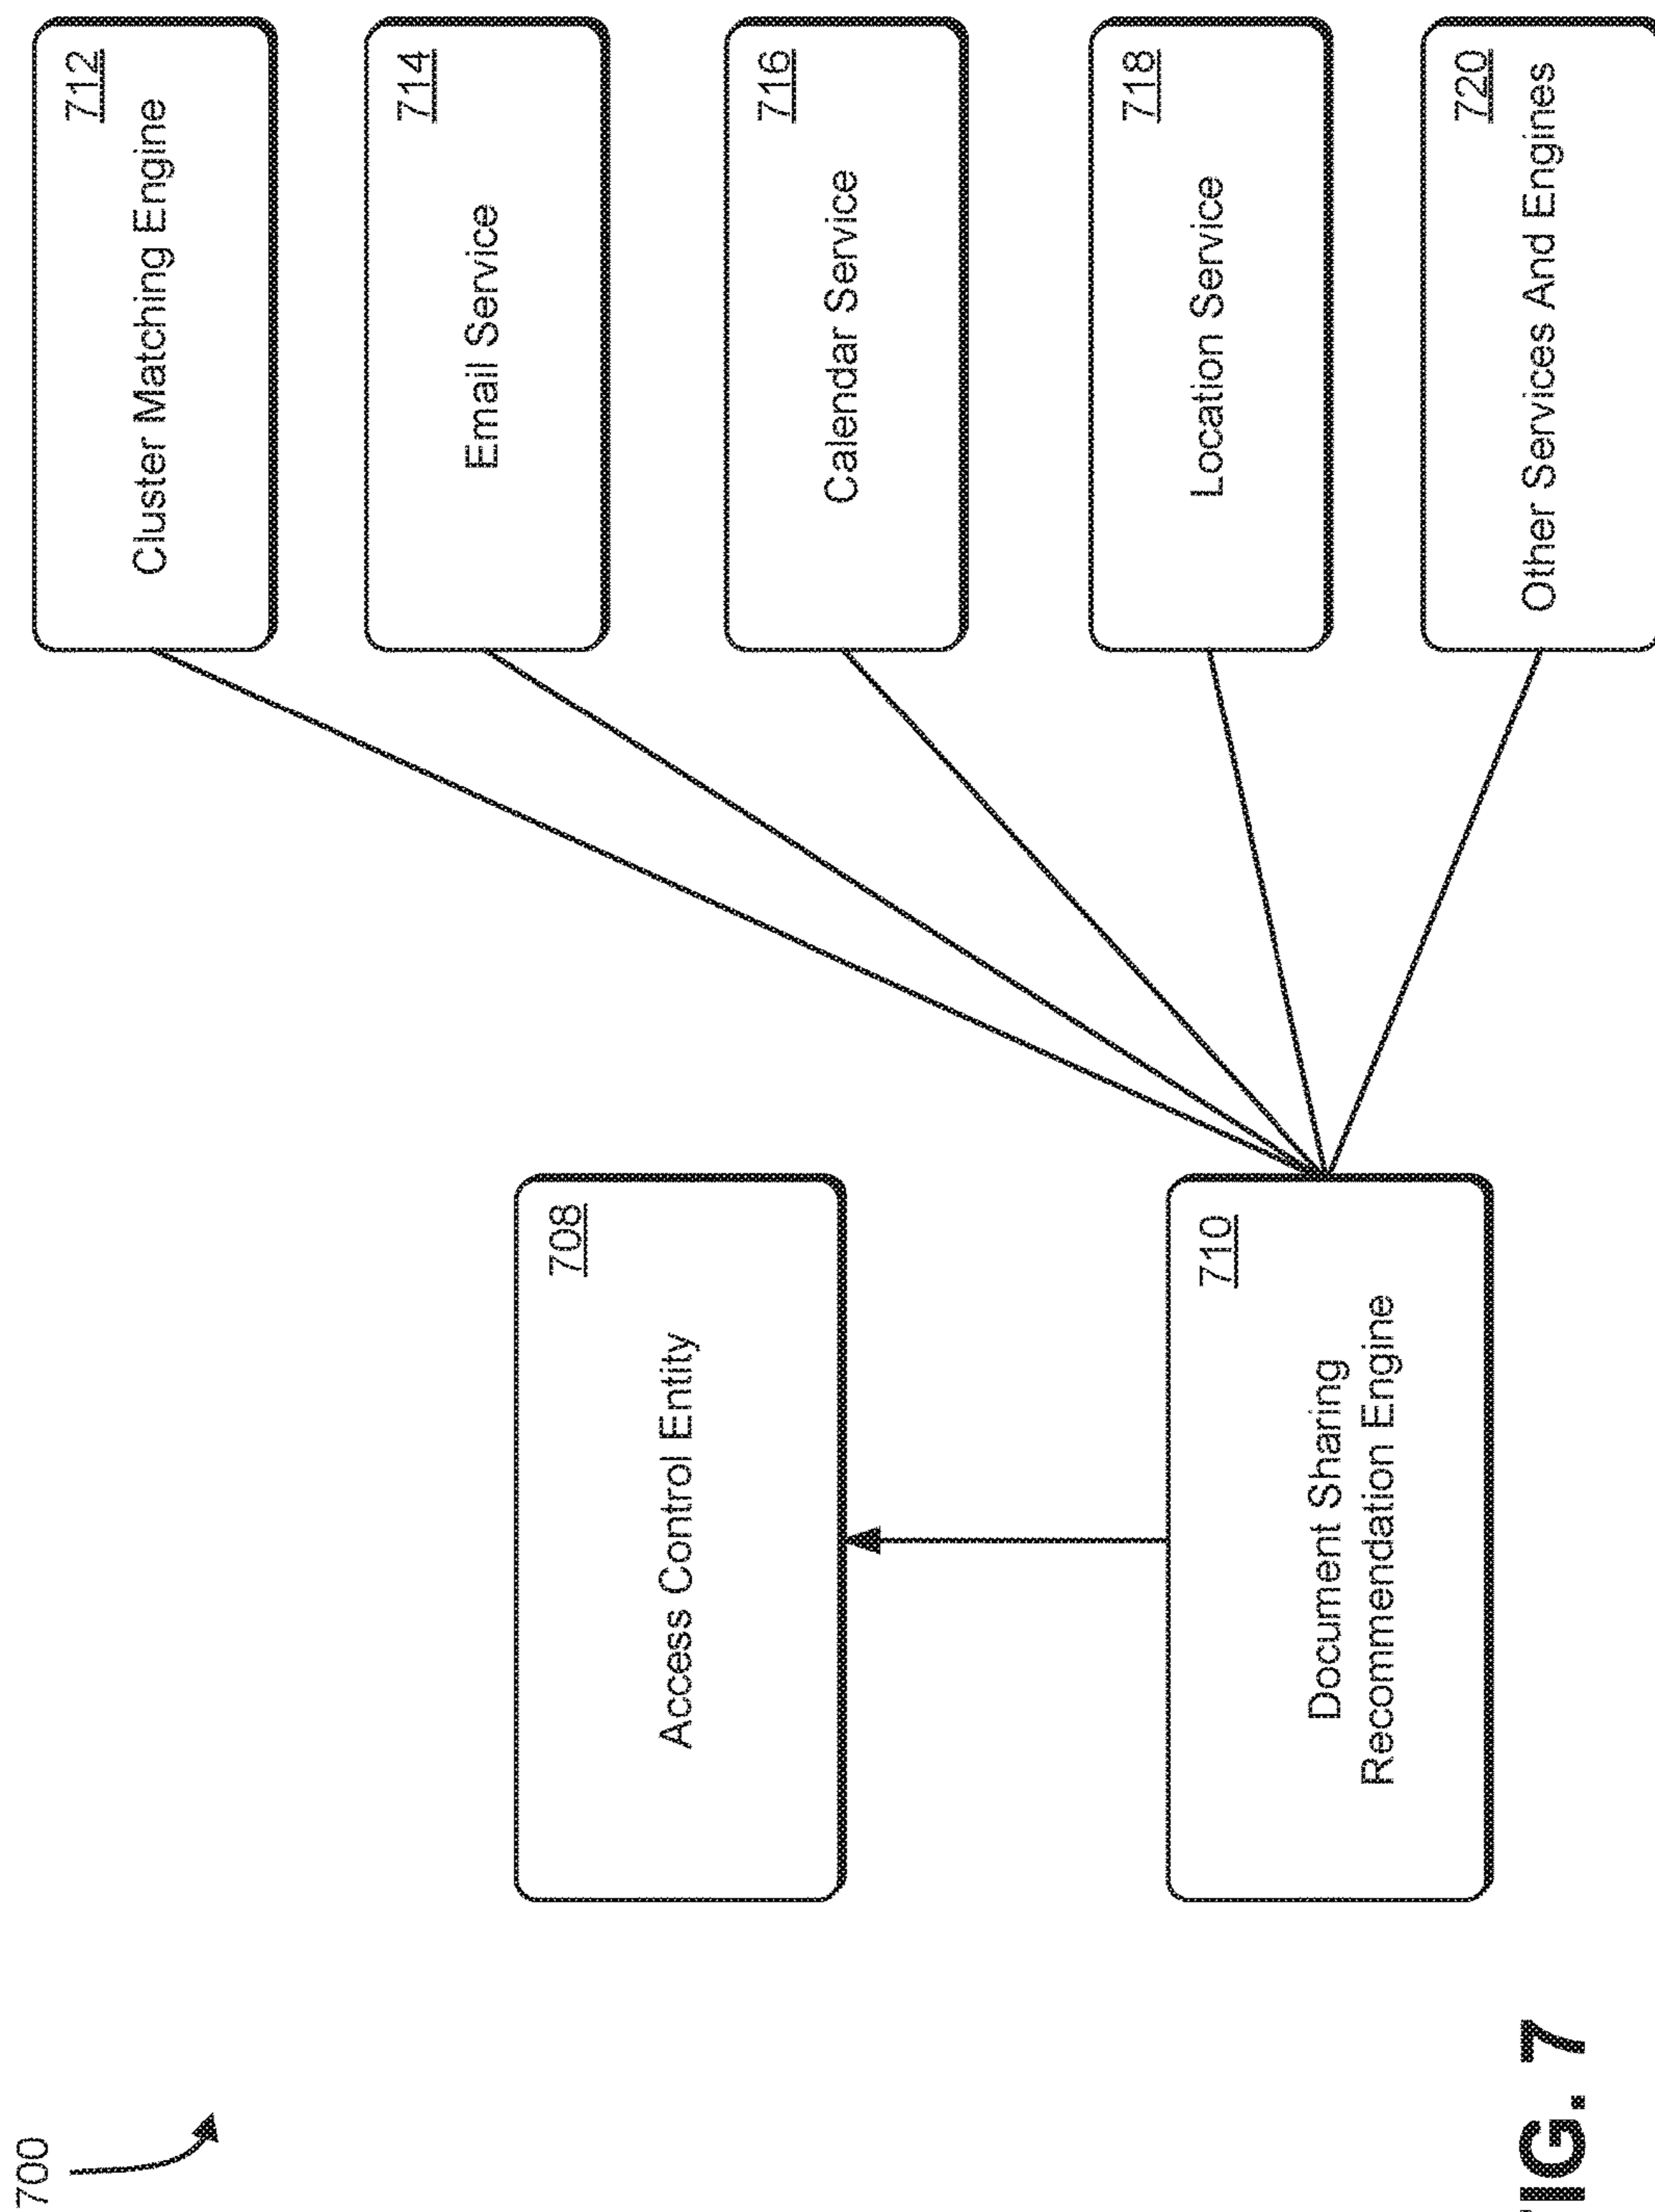 700
708
Access Control Entity
710
Document Sharing
Recommendation Engine
712
Cluster Matching Engine
714
Email Service
716
Calendar Service
718
Location Service
720
Other Services And Engines
IG. 7